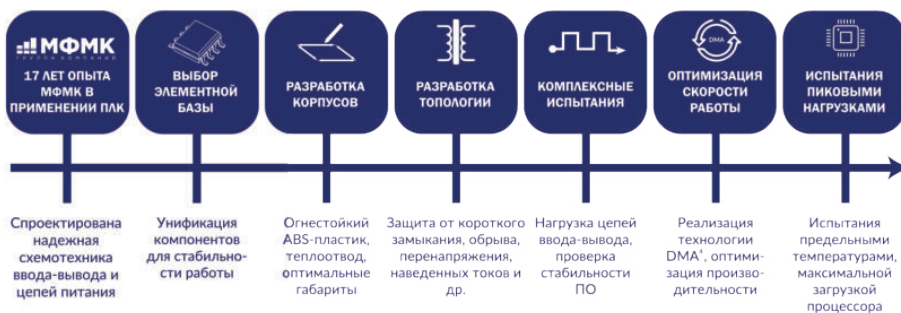 МФМК
ГРУППА КОМПАНИЙ
17 ЛЕТ ОПЫТА
МФМК В
ПРИМЕНЕНИИ ПЛК
ВЫБОР
ЭЛЕМЕНТНОЙ
БАЗЫ
РАЗРАБОТКА
КОРПУСОВ
РАЗРАБОТКА
ТОПОЛОГИИ
КОМПЛЕКСНЫЕ
ИСПЫТАНИЯ
DMA
ОПТИМИЗАЦИЯ
СКОРОСТИ
РАБОТЫ
ИСПЫТАНИЯ
ПИКОВЫМИ
НАГРУЗКАМИ
Спроектирована
надежная
схемотехника
ввода-вывода и
цепей питания
Унификация
компонентов
для стабильно-
сти работы
Огнестойкий
ABS-пластик,
теплоотвод,
оптимальные
габариты
Защита от короткого
замыкания, обрыва,
перенапряжения,
наведенных токов и
др.
Нагрузка цепей
ввода-вывода,
проверка
стабильности
ПО
Реализация
технологии
DMA⁴, оптими-
зация произво-
дительности
Испытания
предельными
температурами,
максимальной
загрузкой
процессора